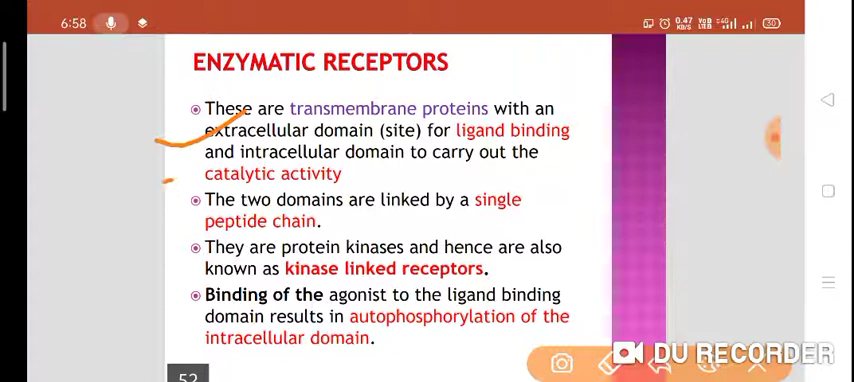 6:58
0.47
KB/S
4G
30
ENZYMATIC RECEPTORS
These are transmembrane proteins with an
extracellular domain (site) for ligand binding
and intracellular domain to carry out the
catalytic activity
The two domains are linked by a single
peptide chain.
They are protein kinases and hence are also
known as kinase linked receptors.
Binding of the agonist to the ligand binding
domain results in autophosphorylation of the
intracellular domain.
52
DU RECORDER